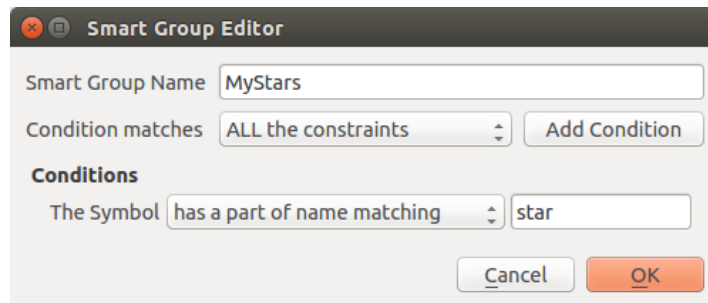 Smart Group Editor
Smart Group Name MyStars
Condition matches ALL the constraints Add Condition
Conditions
The Symbol has a part of name matching star
Cancel OK